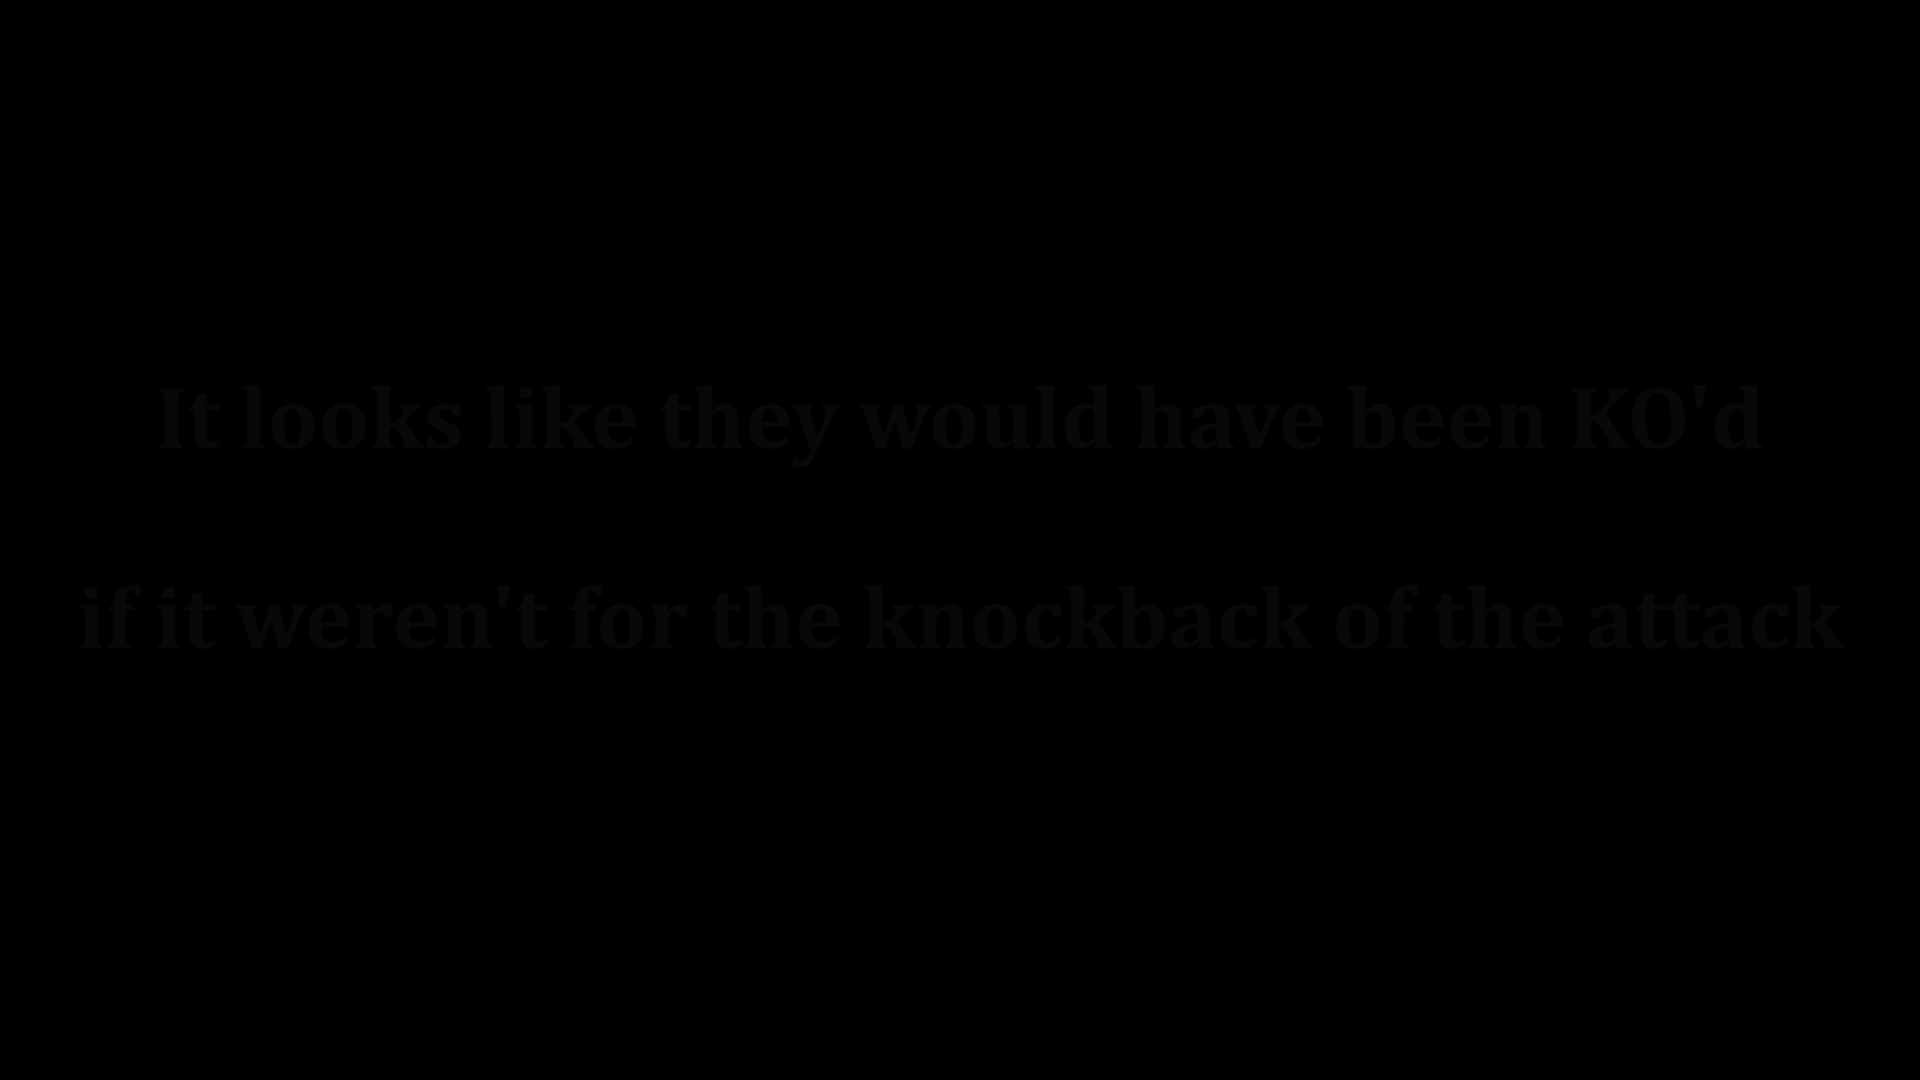 It looks like they would have been KO'd
if it weren't for the knockback of the attack